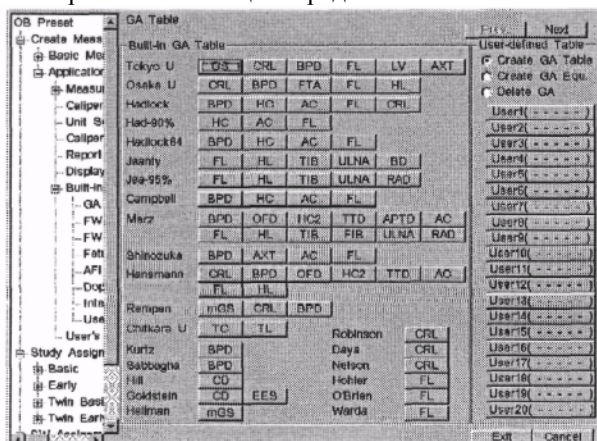 OB Preset
Create Meas
Basic Mea
Application
Measu
Caliper
Unit S
Caliper
Report
Display
Built-in
GA
FW
FW
Fetu
AFI
Dop
Inte
Use
User's
Study Assign
Basic
Early
Twin Basi
Twin Earl
GA Table
Prev. Next
Built-in GA Table
Tokyo U GS CRL BPD FL LV AXT
Osaka U CRL BPD FTA FL HL
Hadlock BPD HC AC FL CRL
Had-90% HC AC FL
Hadlock84 BPD HC AC FL
Jeanty FL HL TIB ULNA BD
Jea-95% FL HL TIB ULNA RAD
Campbell BPD HC AC FL
Merz BPD OFD HC2 TTD APTD AC
FL HL TIB FIB ULNA RAD
Shinozuka BPD AXT AC FL
Hansmann CRL BPD OFD HC2 TTD AC
FL HL
Rempen mGS CRL BPD
Chitkara U TC TL
Kurtz BPD
Sabbagha BPD
Hill CD
Goldstein CD EES
Hellman mGS
Robinson CRL
Daya CRL
Nelson CRL
Hohler FL
O'Brien FL
Warda FL
User-defined Table
Create GA Table
Create GA Equ.
Delete GA
User1( - - - - - )
User2( - - - - - )
User3( - - - - - )
User4( - - - - - )
User5( - - - - - )
User6( - - - - - )
User7( - - - - - )
User8( - - - - - )
User9( - - - - - )
User10( - - - - - )
User11( - - - - - )
User12( - - - - - )
User13( - - - - - )
User14( - - - - - )
User15( - - - - - )
User16( - - - - - )
User17( - - - - - )
User18( - - - - - )
User19( - - - - - )
User20( - - - - - )
Exit Cancel